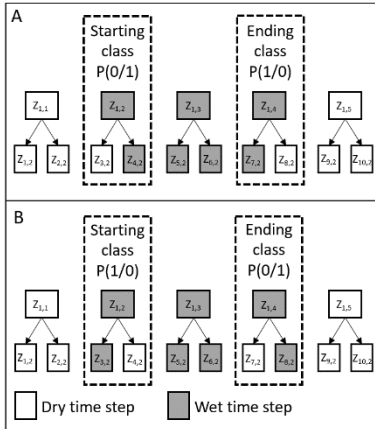 A
Starting
class
P(0/1)
Ending
class
P(1/0)
Z1,1 Z1,2 Z1,3 Z1,4 Z1,5
Z1,2 Z2,2 Z3,2 Z4,2 Z5,2 Z6,2 Z7,2 Z8,2 Z9,2 Z10,2
B
Starting
class
P(1/0)
Ending
class
P(0/1)
Z1,1 Z1,2 Z1,3 Z1,4 Z1,5
Z1,2 Z2,2 Z3,2 Z4,2 Z5,2 Z6,2 Z7,2 Z8,2 Z9,2 Z10,2
Dry time step Wet time step